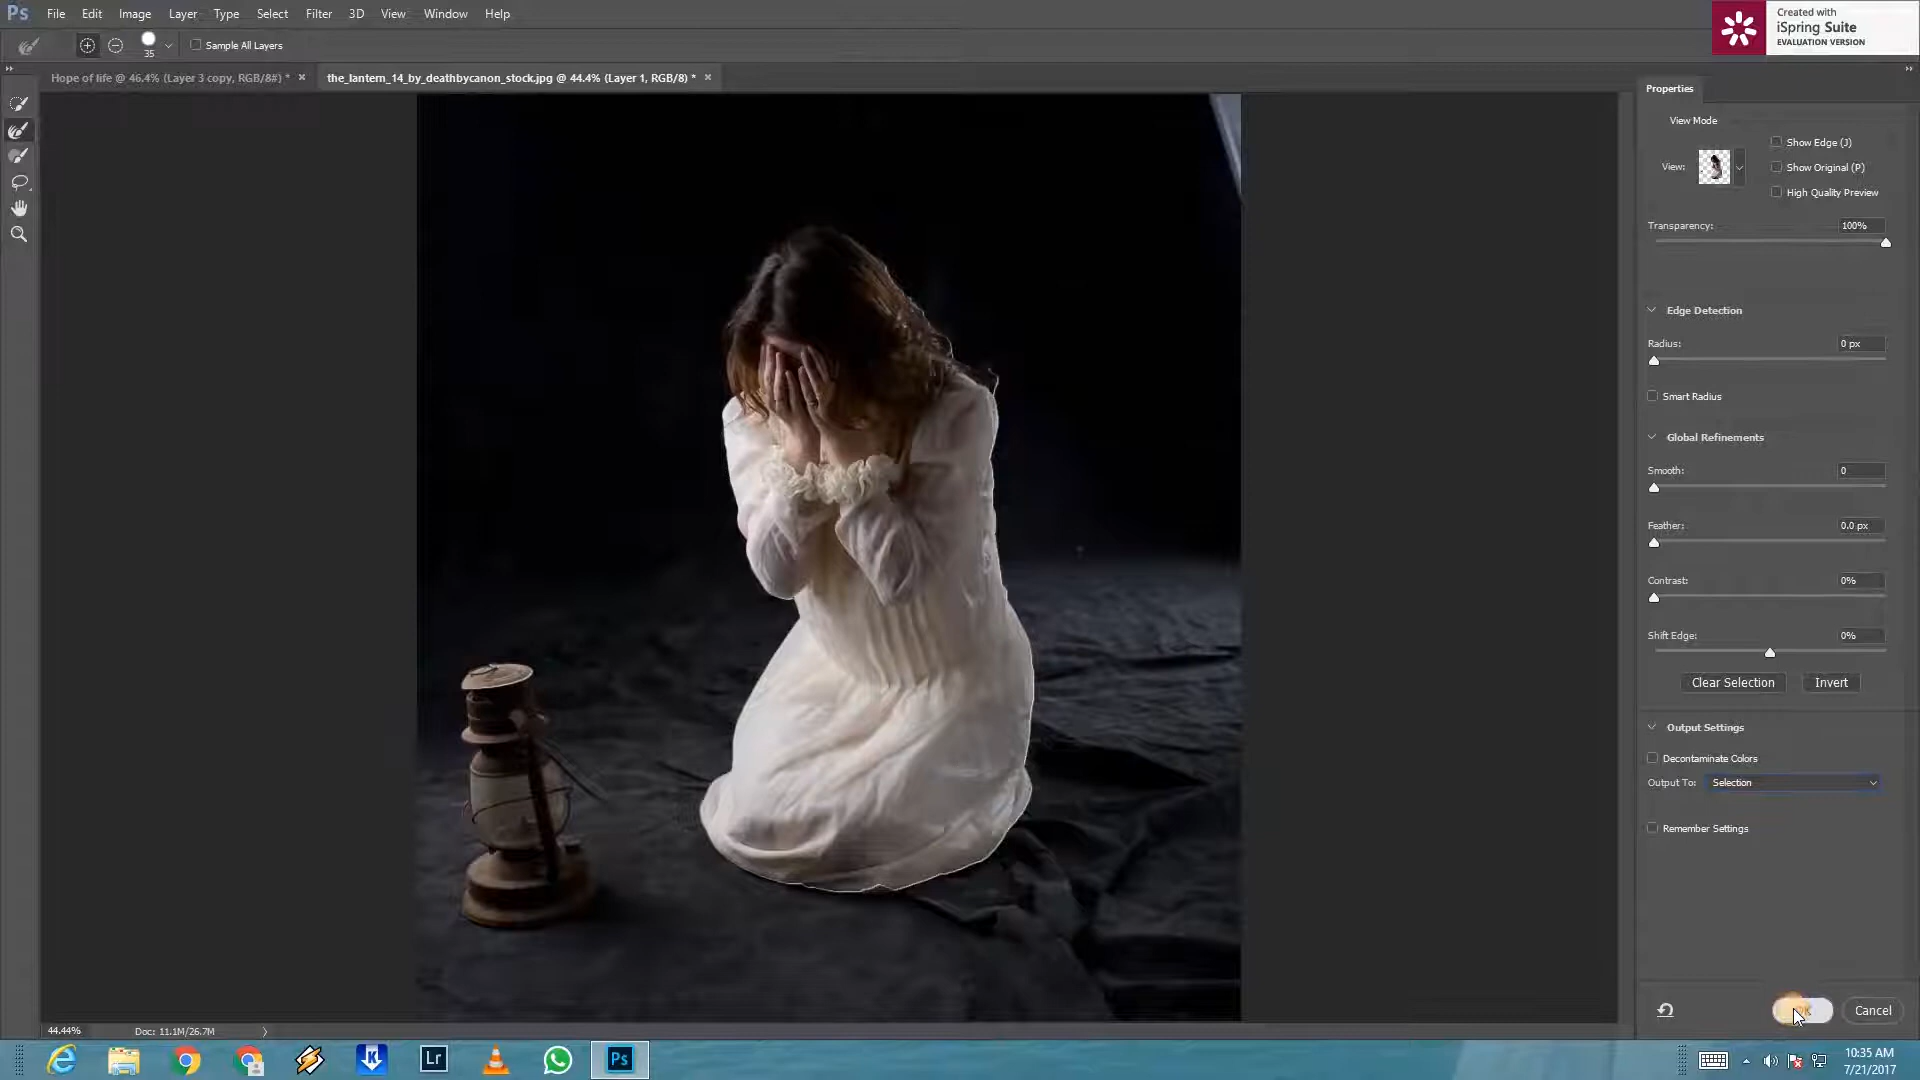 Ps File Edit Image Layer Type Select Filter 3D View Window Help
Created with
iSpring Suite
EVALUATION VERSION
35
Sample All Layers
Hope of life @ 46.4% (Layer 3 copy, RGB/8#) * ×
the_lantern_14_by_deathbycanon_stock.jpg @ 44.4% (Layer 1, RGB/8) * ×
Properties
View Mode
Show Edge (J)
View:
Show Original (P)
High Quality Preview
Transparency: 100%
Edge Detection
Radius: 0 px
Smart Radius
Global Refinements
Smooth: 0
Feather: 0.0 px
Contrast: 0%
Shift Edge: 0%
Clear Selection Invert
Output Settings
Decontaminate Colors
Output To: Selection
Remember Settings
OK Cancel
44.44% Doc: 11.1M/26.7M
K Lr Ps
10:35 AM
7/21/2017